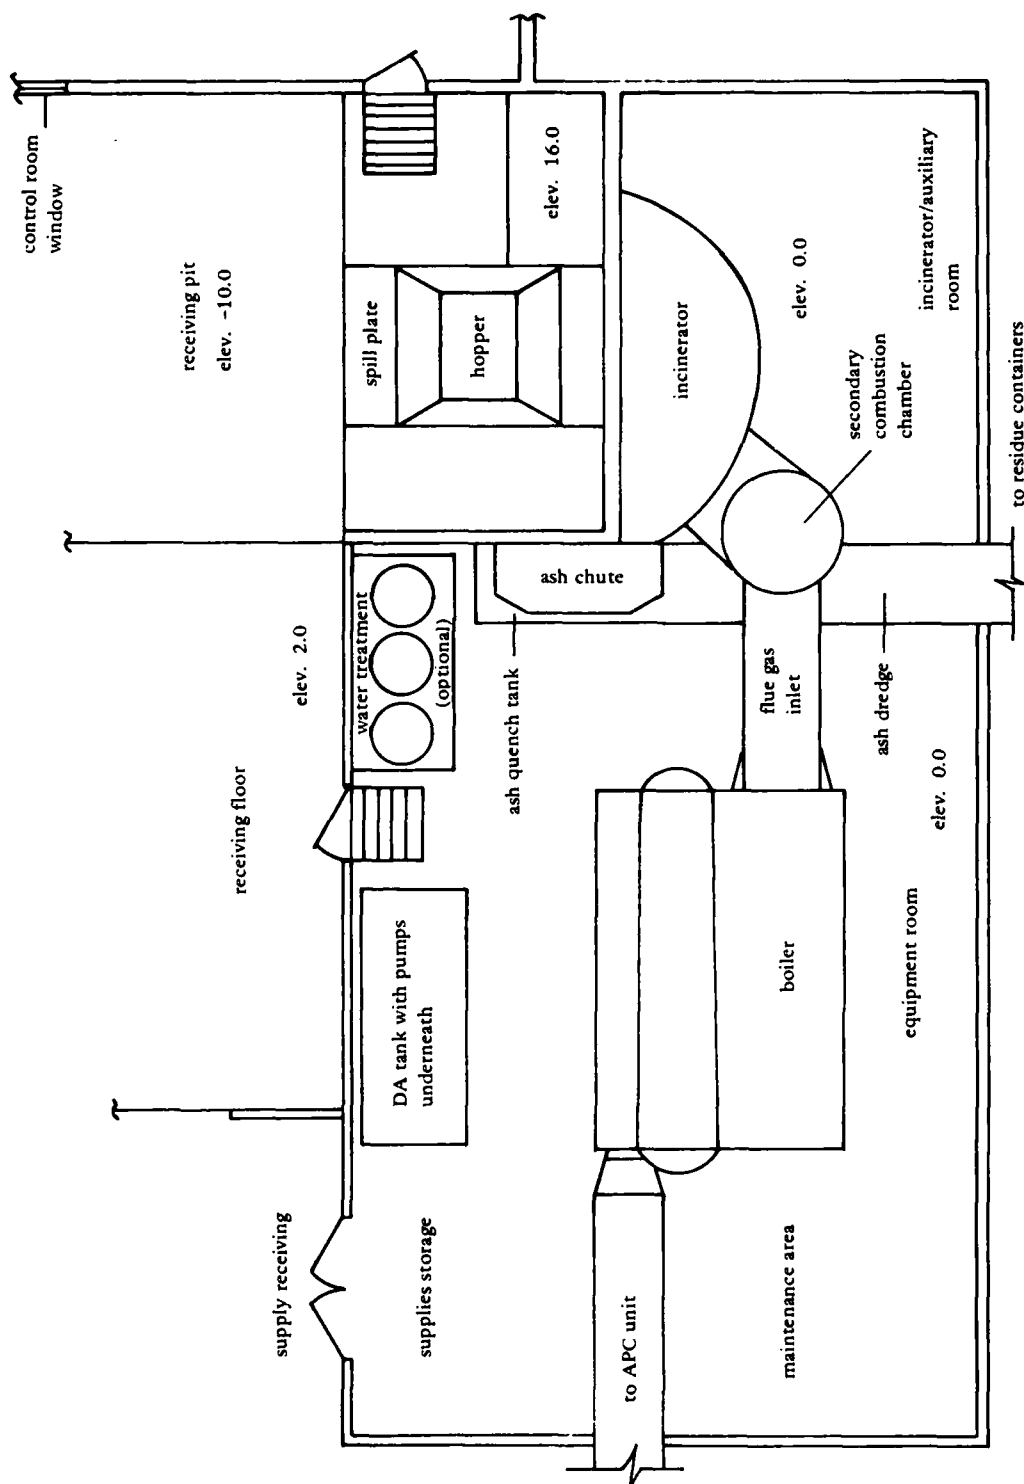 control room
window
receiving pit
elev. -10.0
elev. 16.0
spill plate
hopper
incinerator
elev. 0.0
incinerator/auxiliary
room
secondary
combustion
chamber
to residue containers
elev. 2.0
water treatment
(optional)
ash chute
ash quench tank
flue gas
inlet
ash dredge
elev. 0.0
receiving floor
DA tank with pumps
underneath
boiler
equipment room
supply receiving
supplies storage
to APC unit
maintenance area